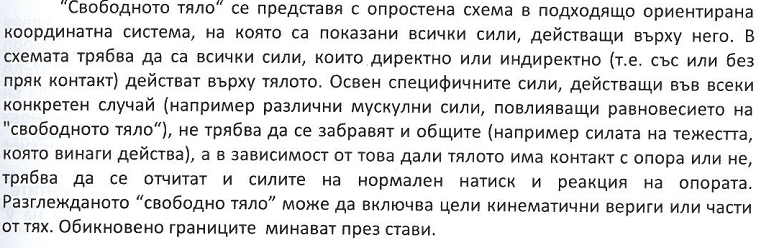 “Свободното тяло“ се представя с опростена схема в подходящо ориентирана
координатна система, на която са показани всички сили, действащи върху него. В
схемата трябва да са всички сили, които директно или индиректно (т.е. със или без
пряк контакт) действат върху тялото. Освен специфичните сили, действащи във всеки
конкретен случай (например различни мускулни сили, повлияващи равновесието на
"свободното тяло“), не трябва да се забравят и общите (например силата на тежестта,
която винаги действа), а в зависимост от това дали тялото има контакт с опора или не,
трябва да се отчитат и силите на нормален натиск и реакция на опората.
Разглежданото “свободно тяло” може да включва цели кинематични вериги или части
от тях. Обикновено границите минават през стави.